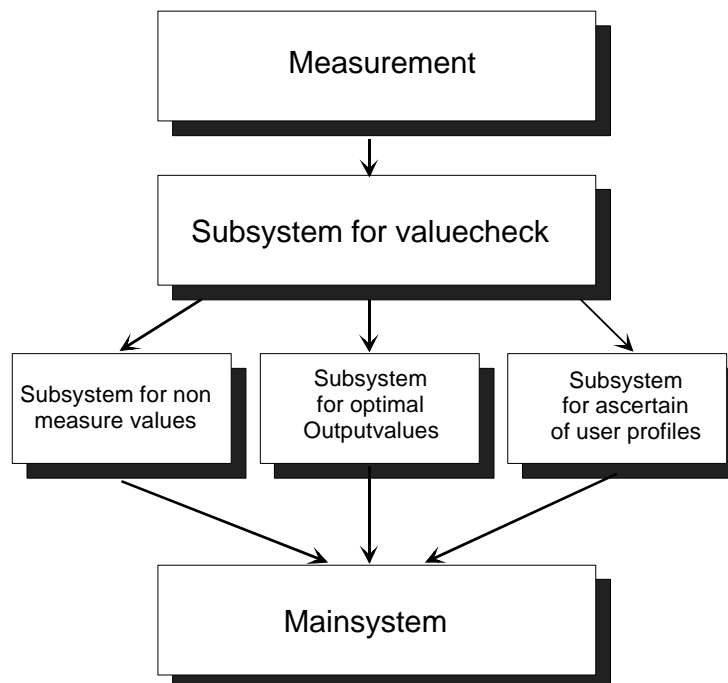 Measurement
Subsystem for valuecheck
Subsystem for non
measure values
Subsystem
for optimal
Outputvalues
Subsystem
for ascertain
of user profiles
Mainsystem